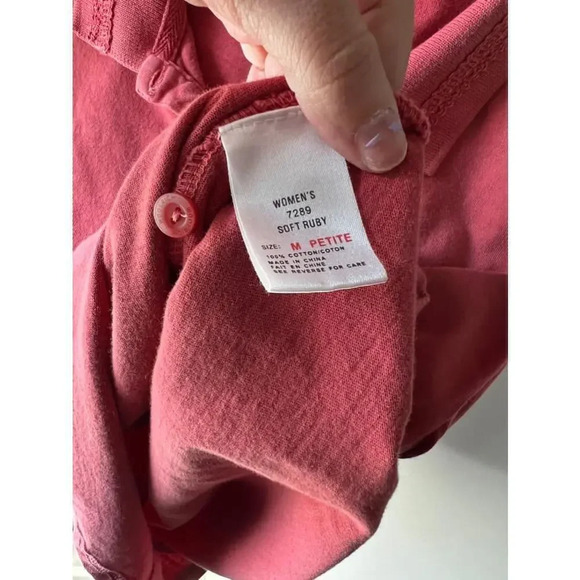 WOMEN'S
7289
SOFT RUBY
SIZE: M PETITE
100% COTTON/COTON
MADE IN CHINA
FAIT EN CHINE
SEE REVERSE FOR CARE